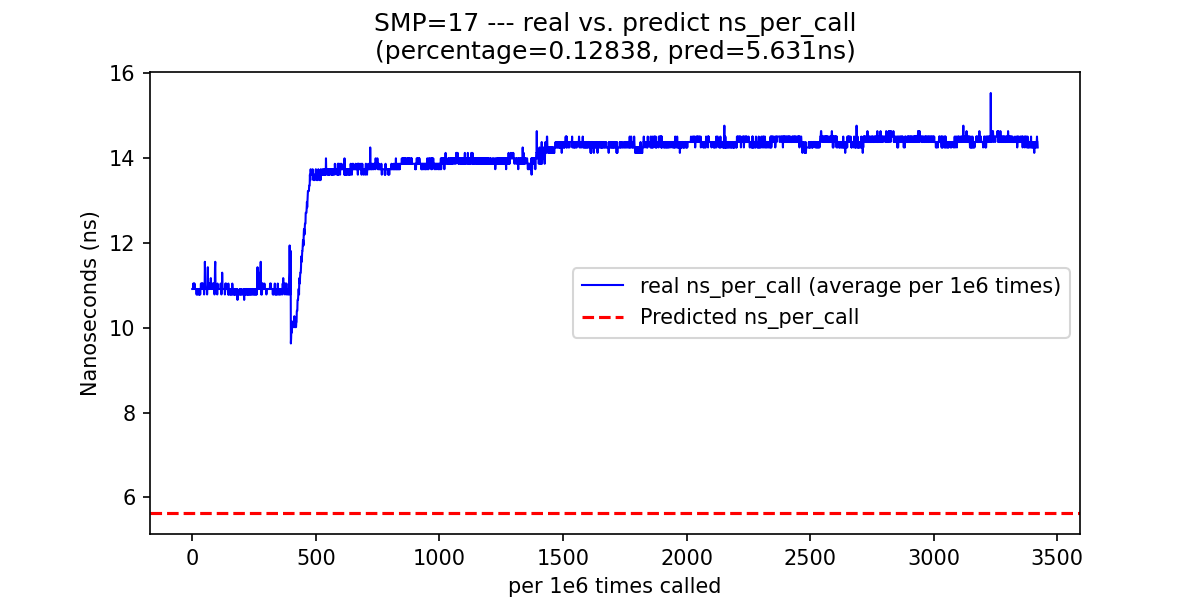 SMP=17 --- real vs. predict ns_per_call
(percentage=0.12838, pred=5.631ns)
16
14
12
10
8
6
Nanoseconds (ns)
real ns_per_call (average per 1e6 times)
Predicted ns_per_call
0 500 1000 1500 2000 2500 3000 3500
per 1e6 times called